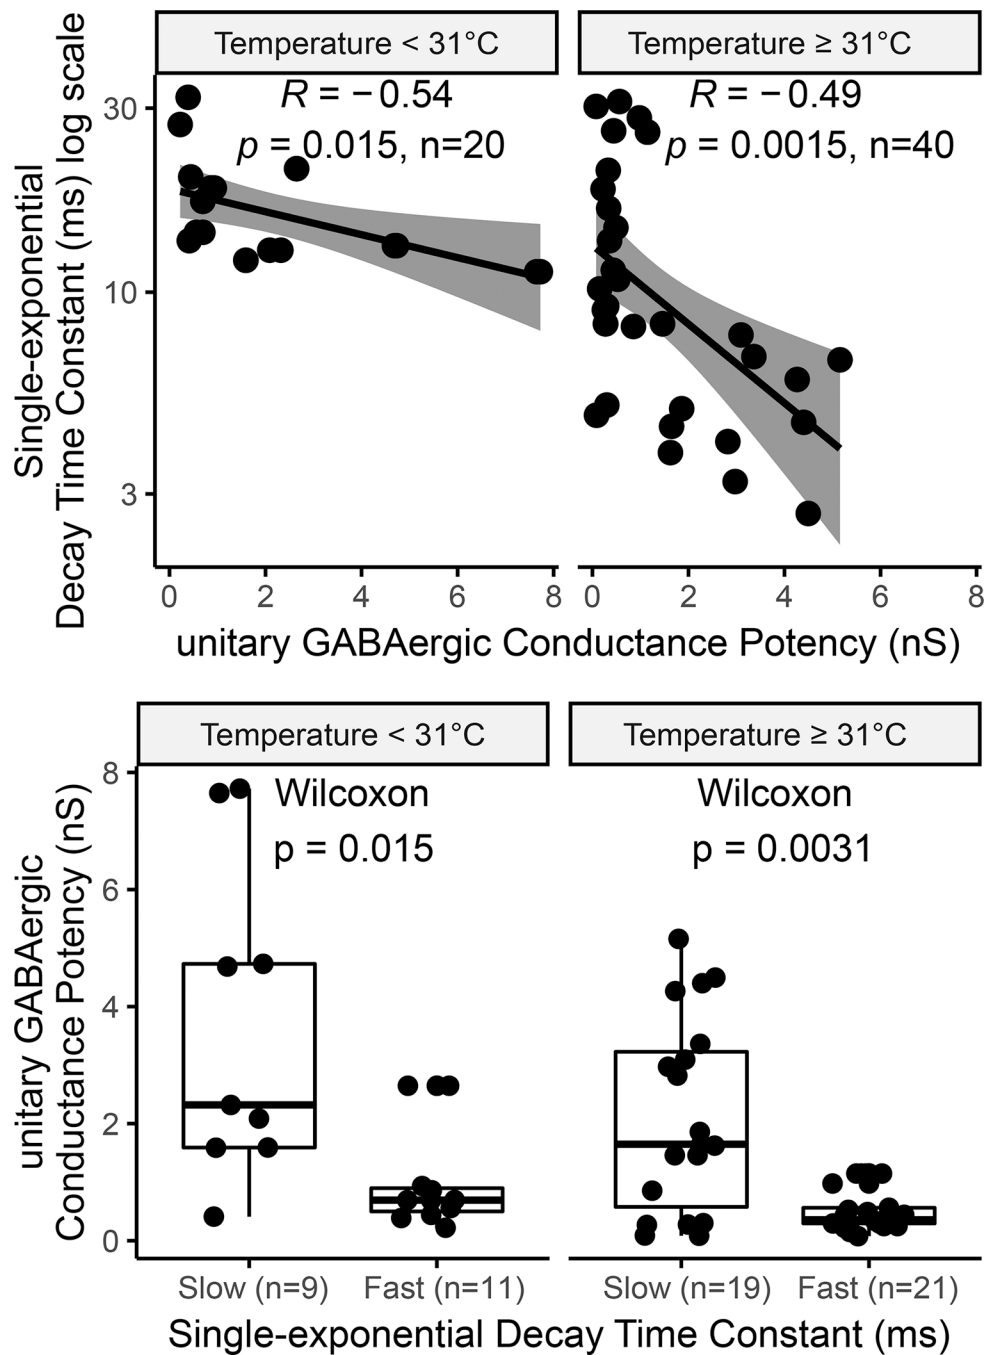 Temperature < 31°C
Temperature ≥ 31°C
Single-exponential
Decay Time Constant (ms) log scale
30
10
3
R = −0.54
p = 0.015, n=20
R = −0.49
p = 0.0015, n=40
0 2 4 6 8
0 2 4 6 8
unitary GABAergic Conductance Potency (nS)
Temperature < 31°C
Temperature ≥ 31°C
unitary GABAergic
Conductance Potency (nS)
8
6
4
2
0
Wilcoxon
p = 0.015
Wilcoxon
p = 0.0031
Slow (n=9) Fast (n=11)
Slow (n=19) Fast (n=21)
Single-exponential Decay Time Constant (ms)